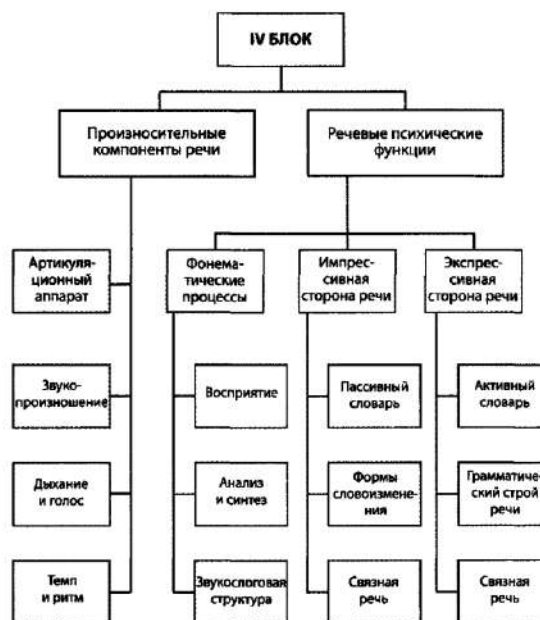 IV БЛОК
Произносительные
компоненты речи
Речевые психические
функции
Артикуля-
ционный
аппарат
Фонема-
тические
процессы
Импрес-
сивная
сторона речи
Экспрес-
сивная
сторона речи
Звуко-
произношение
Восприятие
Пассивный
словарь
Активный
словарь
Дыхание
и голос
Анализ
и синтез
Формы
словоизмене-
ния
Грамматиче-
ский строй
речи
Темп
и ритм
Звукослоговая
структура
Связная
речь
Связная
речь